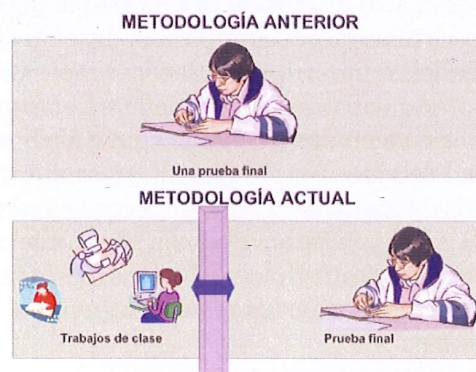 METODOLOGÍA ANTERIOR
Una prueba final
METODOLOGÍA ACTUAL
Trabajos de clase
Prueba final